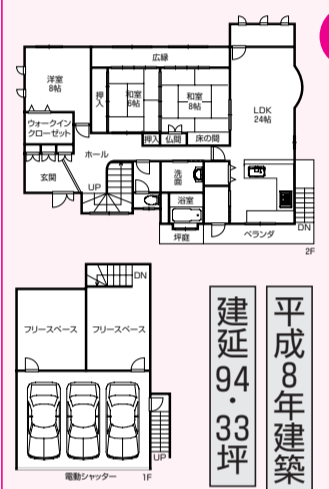 広縁
洋室
8帖
押入
和室
6帖
和室
8帖
LDK
24帖
ウォークイン
クローゼット
押入
仏間
床の間
ホール
玄関
UP
洗面
浴室
坪庭
ベランダ
DN
2F
DN
フリースペース
フリースペース
電動シャッター
1F
UP
平成8年建築
建延94・33坪